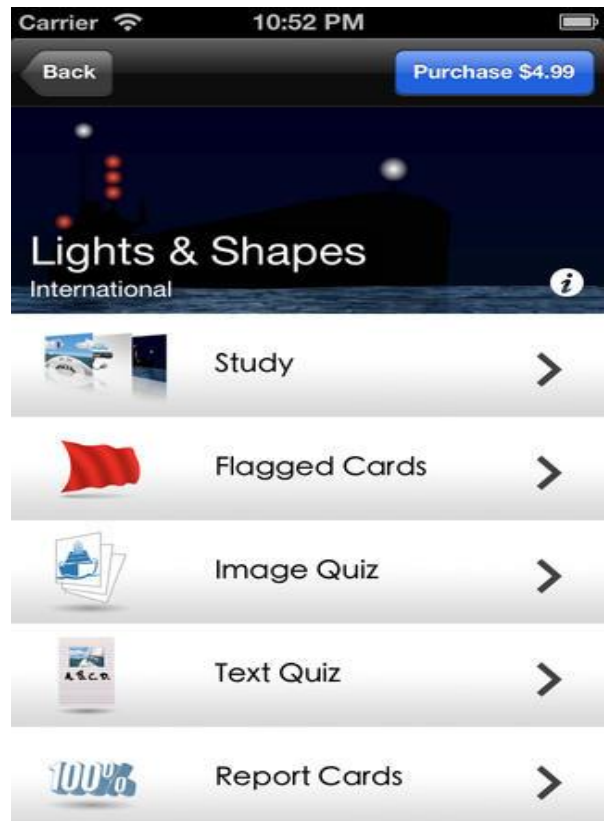 Carrier 10:52 PM
Back Purchase $4.99
Lights & Shapes
International
i
Study
Flagged Cards
Image Quiz
A.B.C.D.
Text Quiz
100%
Report Cards